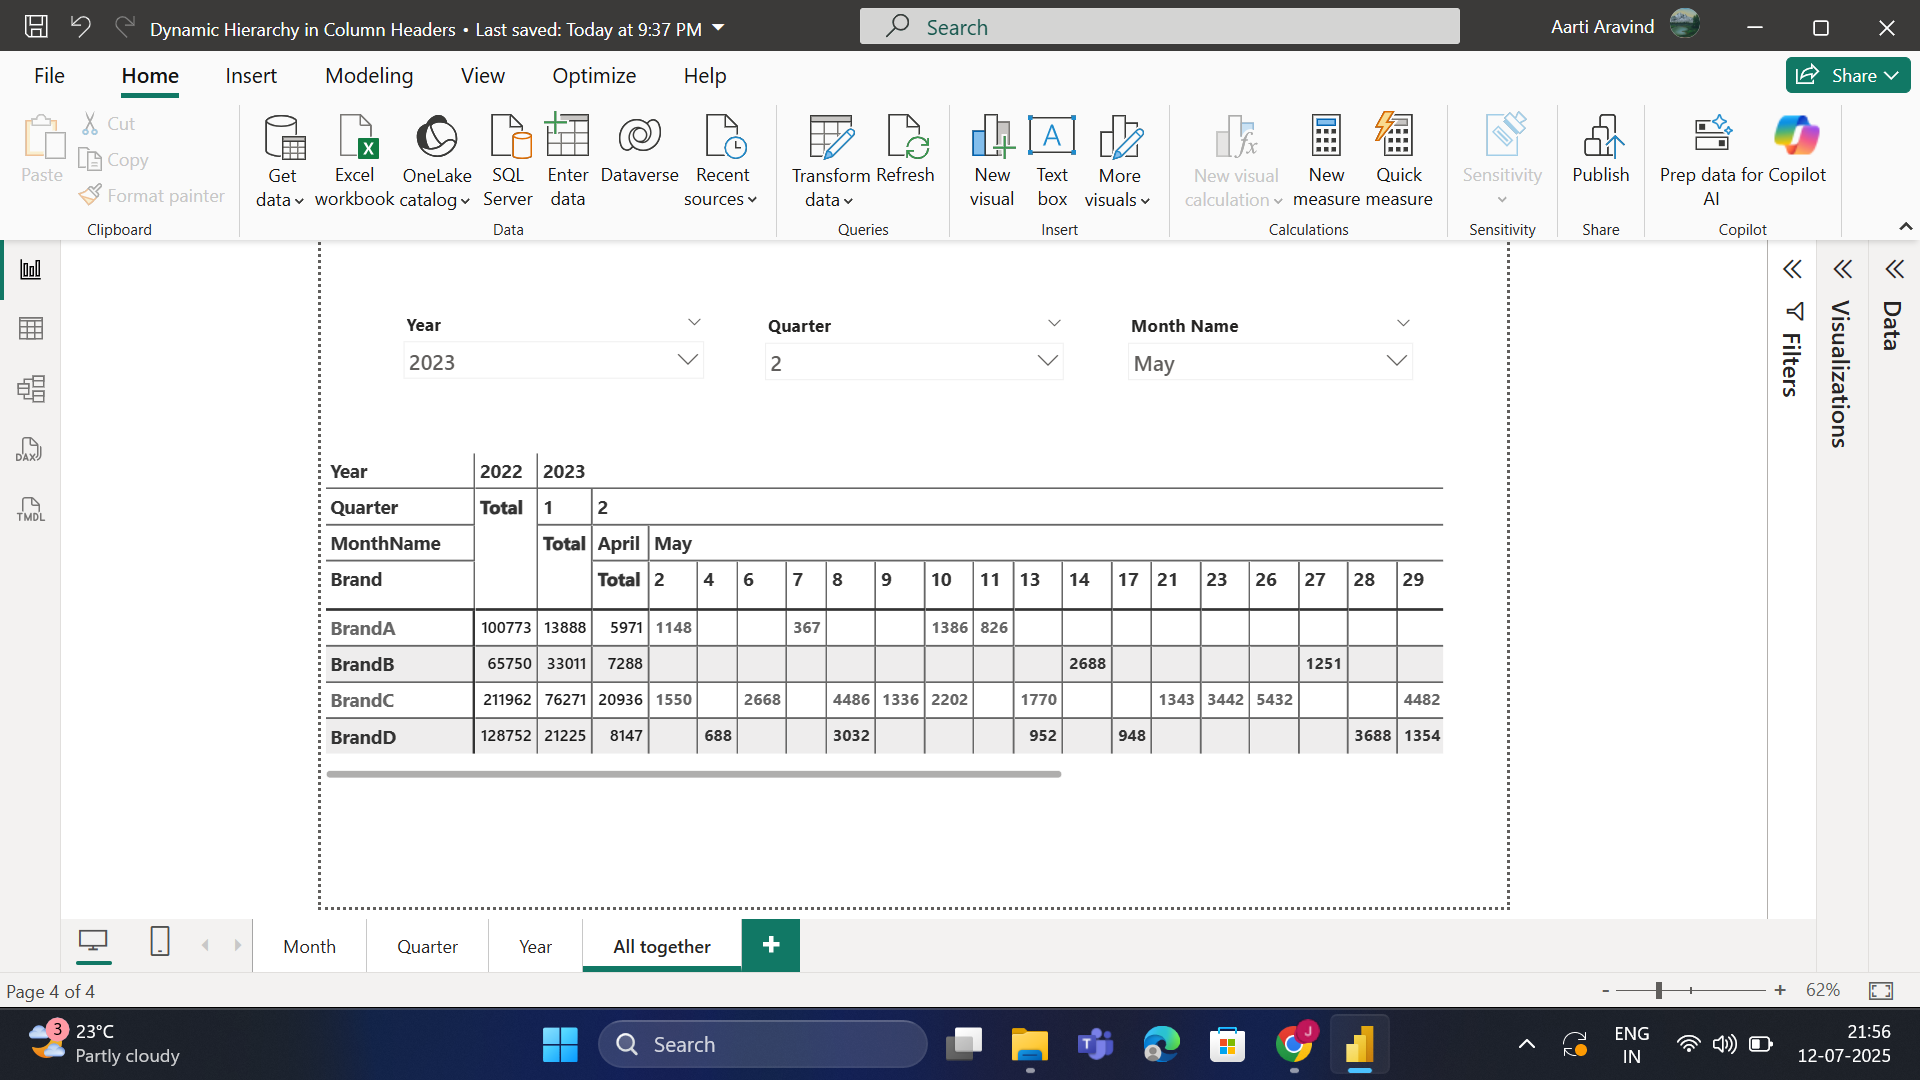 Dynamic Hierarchy in Column Headers • Last saved: Today at 9:37 PM
Search
Aarti Aravind
File Home Insert Modeling View Optimize Help
Share
Paste
Cut
Copy
Format painter
Clipboard
Get data
Excel workbook
OneLake catalog
SQL Server
Enter data
Dataverse
Recent sources
Data
Transform data
Refresh
Queries
New visual
Text box
More visuals
Insert
New visual calculation
New measure
Quick measure
Calculations
Sensitivity
Sensitivity
Publish
Share
Prep data for AI
Copilot
Copilot
DAX
TMDL
Filters
Visualizations
Data
Year
2023
Quarter
2
Month Name
May
Year 2022 2023
Quarter Total 1 2
MonthName Total April May
Brand Total 2 4 6 7 8 9 10 11 13 14 17 21 23 26 27 28 29
BrandA 100773 13888 5971 1148 367 1386 826
BrandB 65750 33011 7288 2688 1251
BrandC 211962 76271 20936 1550 2668 4486 1336 2202 1770 1343 3442 5432 4482
BrandD 128752 21225 8147 688 3032 952 948 3688 1354
Month Quarter Year All together +
Page 4 of 4
- + 62%
3
23°C
Partly cloudy
Search
T
J
ENG
IN
21:56
12-07-2025